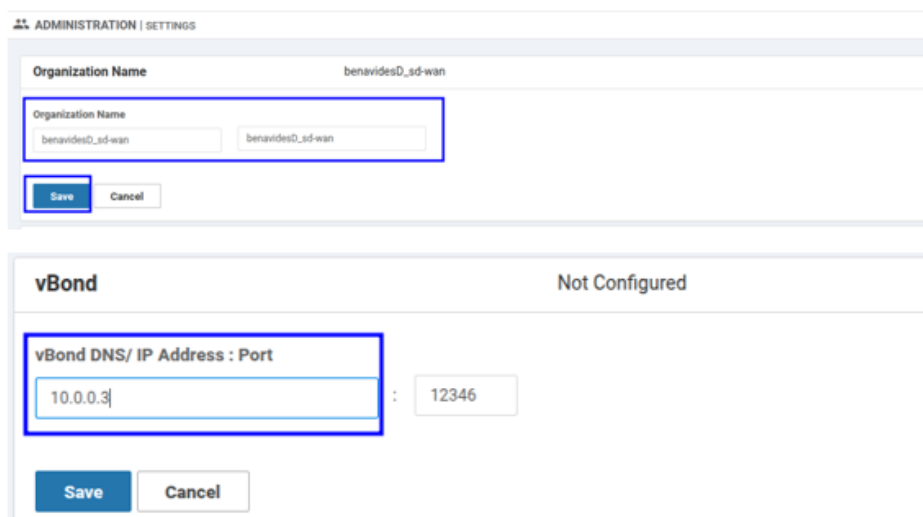 ADMINISTRATION | SETTINGS
Organization Name benavidesD_sd-wan
Organization Name
benavidesD_sd-wan benavidesD_sd-wan
Save Cancel
vBond Not Configured
vBond DNS/ IP Address : Port
10.0.0.3 : 12346
Save Cancel